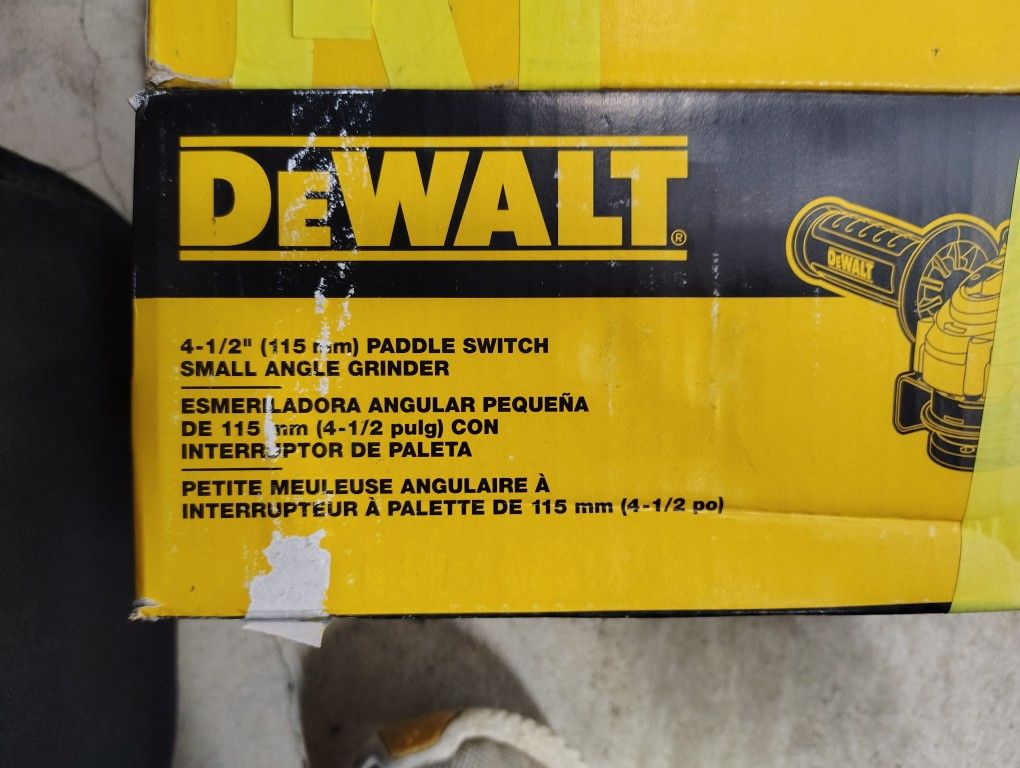 DEWALT®
DEWALT
4-1/2" (115 mm) PADDLE SWITCH
SMALL ANGLE GRINDER
ESMERILADORA ANGULAR PEQUEÑA
DE 115 mm (4-1/2 pulg) CON
INTERRUPTOR DE PALETA
PETITE MEULEUSE ANGULAIRE À
INTERRUPTEUR À PALETTE DE 115 mm (4-1/2 po)